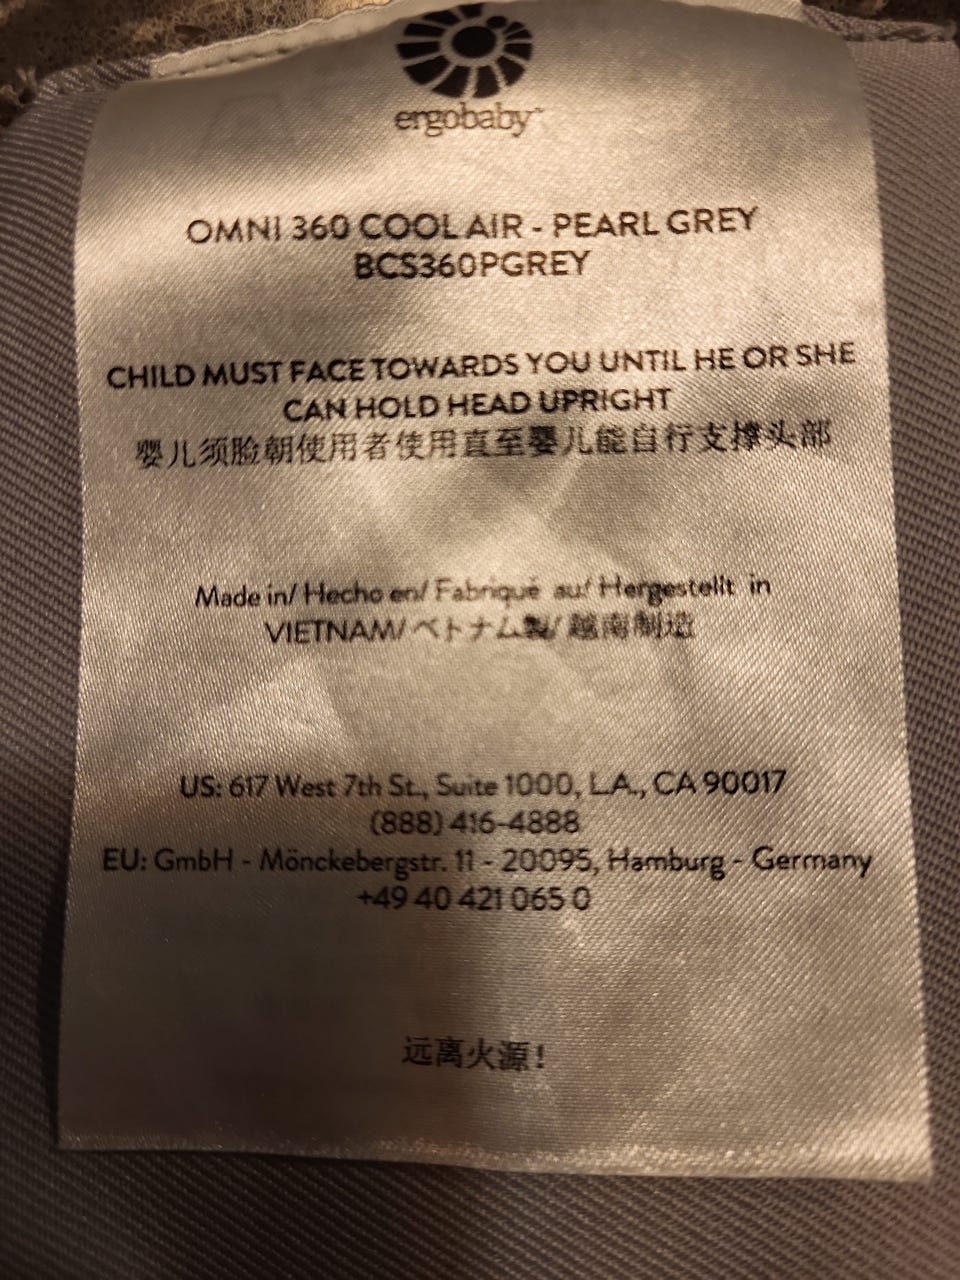 ergobaby™
OMNI 360 COOL AIR - PEARL GREY
BCS360PGREY
CHILD MUST FACE TOWARDS YOU UNTIL HE OR SHE
CAN HOLD HEAD UPRIGHT
婴儿须脸朝使用者使用直至婴儿能自行支撑头部
Made in/ Hecho en/ Fabriqué au/ Hergestellt in
VIETNAM/ ベトナム製/ 越南制造
US: 617 West 7th St., Suite 1000, L.A., CA 90017
(888) 416-4888
EU: GmbH - Mönckebergstr. 11 - 20095, Hamburg - Germany
+49 40 421 065 0
远离火源!